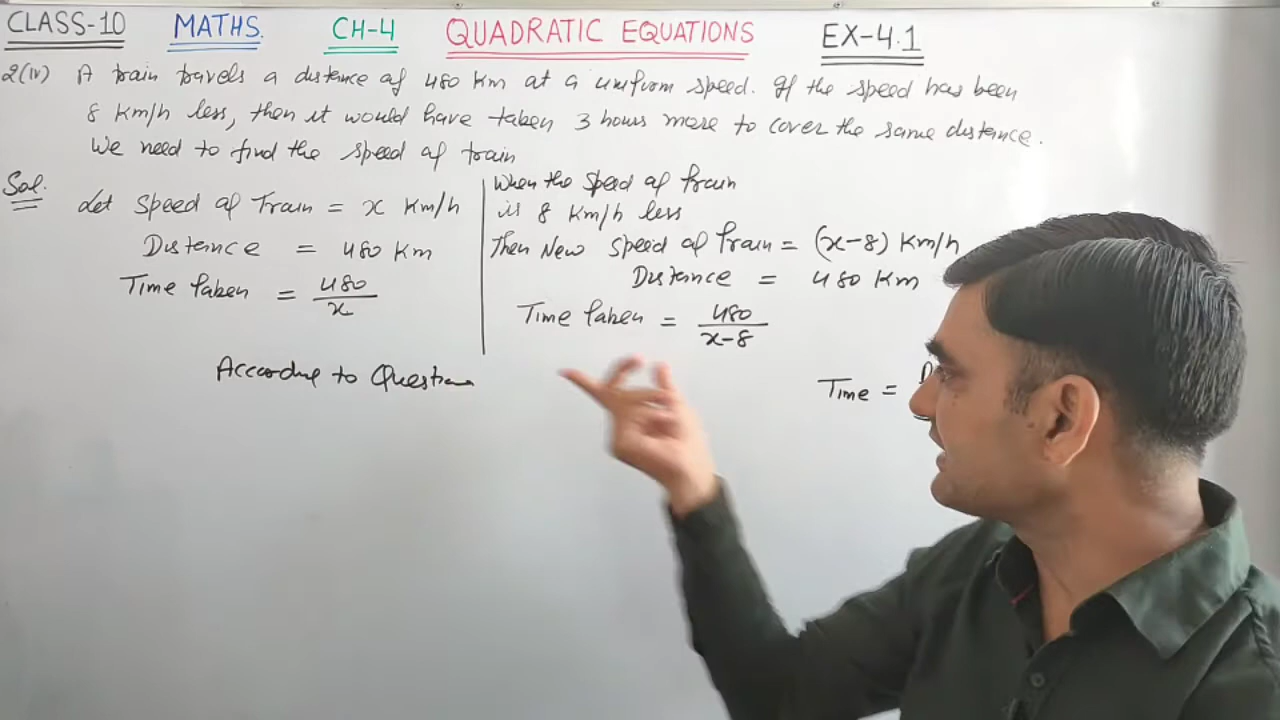 CLASS-10 MATHS. CH-4 QUADRATIC EQUATIONS EX-4.1
2(iv) A train travels a distance of 480 Km at a uniform speed. If the speed has been
8 Km/h less, then it would have taken 3 hours more to cover the same distance.
We need to find the speed of train
Sol. Let Speed of Train = x Km/h
Distance = 480 Km
Time Taken = 480/x
When the Speed of Train
is 8 Km/h less
Then New Speed of Train = (x-8) Km/h
Distance = 480 Km
Time Taken = 480/x-8
According to Question
Time =